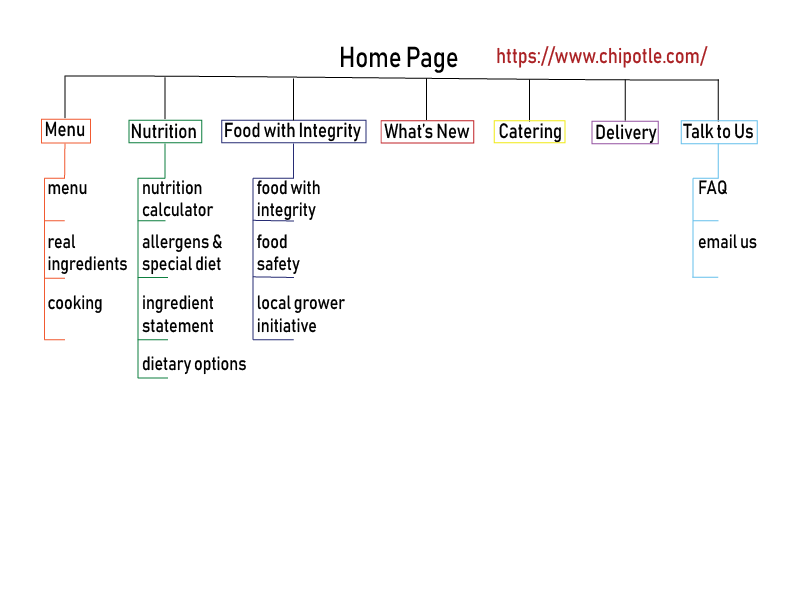 Home Page https://www.chipotle.com/
Menu Nutrition Food with Integrity What's New Catering Delivery Talk to Us
menu
real
ingredients
cooking
nutrition
calculator
allergens &
special diet
ingredient
statement
dietary options
food with
integrity
food
safety
local grower
initiative
FAQ
email us